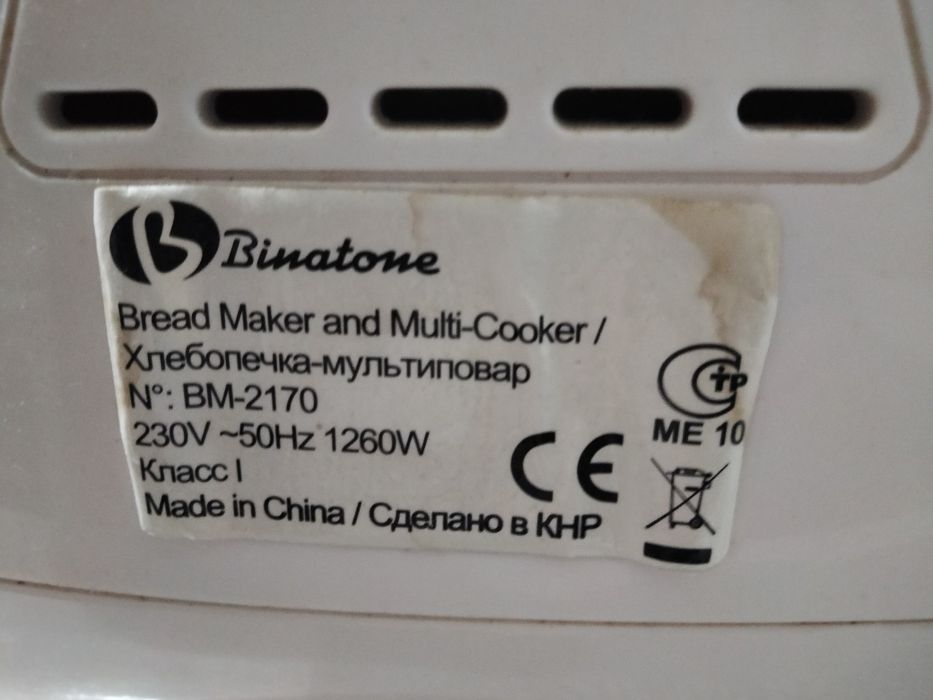 Binatone
Bread Maker and Multi-Cooker /
Хлебопечка-мультиповар
N°: BM-2170
230V ~50Hz 1260W
Класс I
Made in China / Сделано в КНР
CE
ME 10